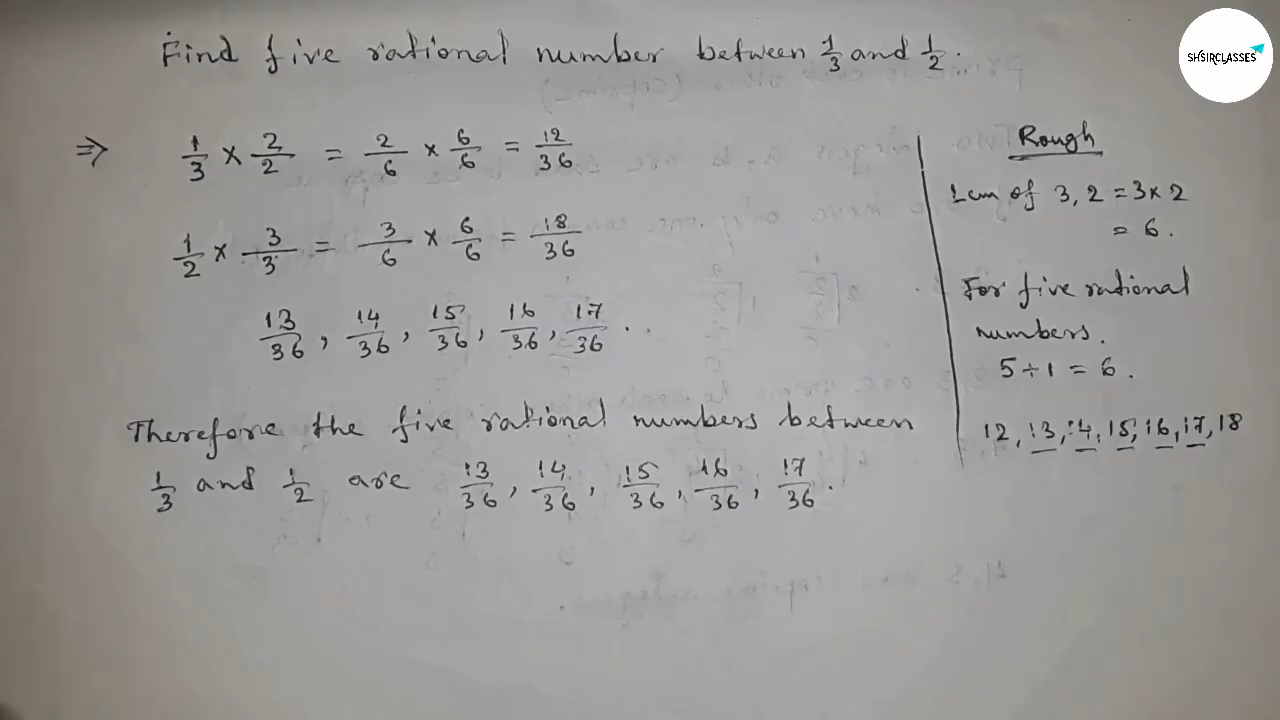 Find five rational number between 1/3 and 1/2.
SHSIRCLASSES
⇒ 1/3 × 2/2 = 2/6 × 6/6 = 12/36
1/2 × 3/3 = 3/6 × 6/6 = 18/36
13/36, 14/36, 15/36, 16/36, 17/36 . .
Therefore the five rational numbers between
1/3 and 1/2 are 13/36, 14/36, 15/36, 16/36, 17/36.
Rough
Lcm of 3, 2 = 3×2
= 6.
For five rational
numbers.
5÷1 = 6.
12, 13, 14, 15, 16, 17, 18